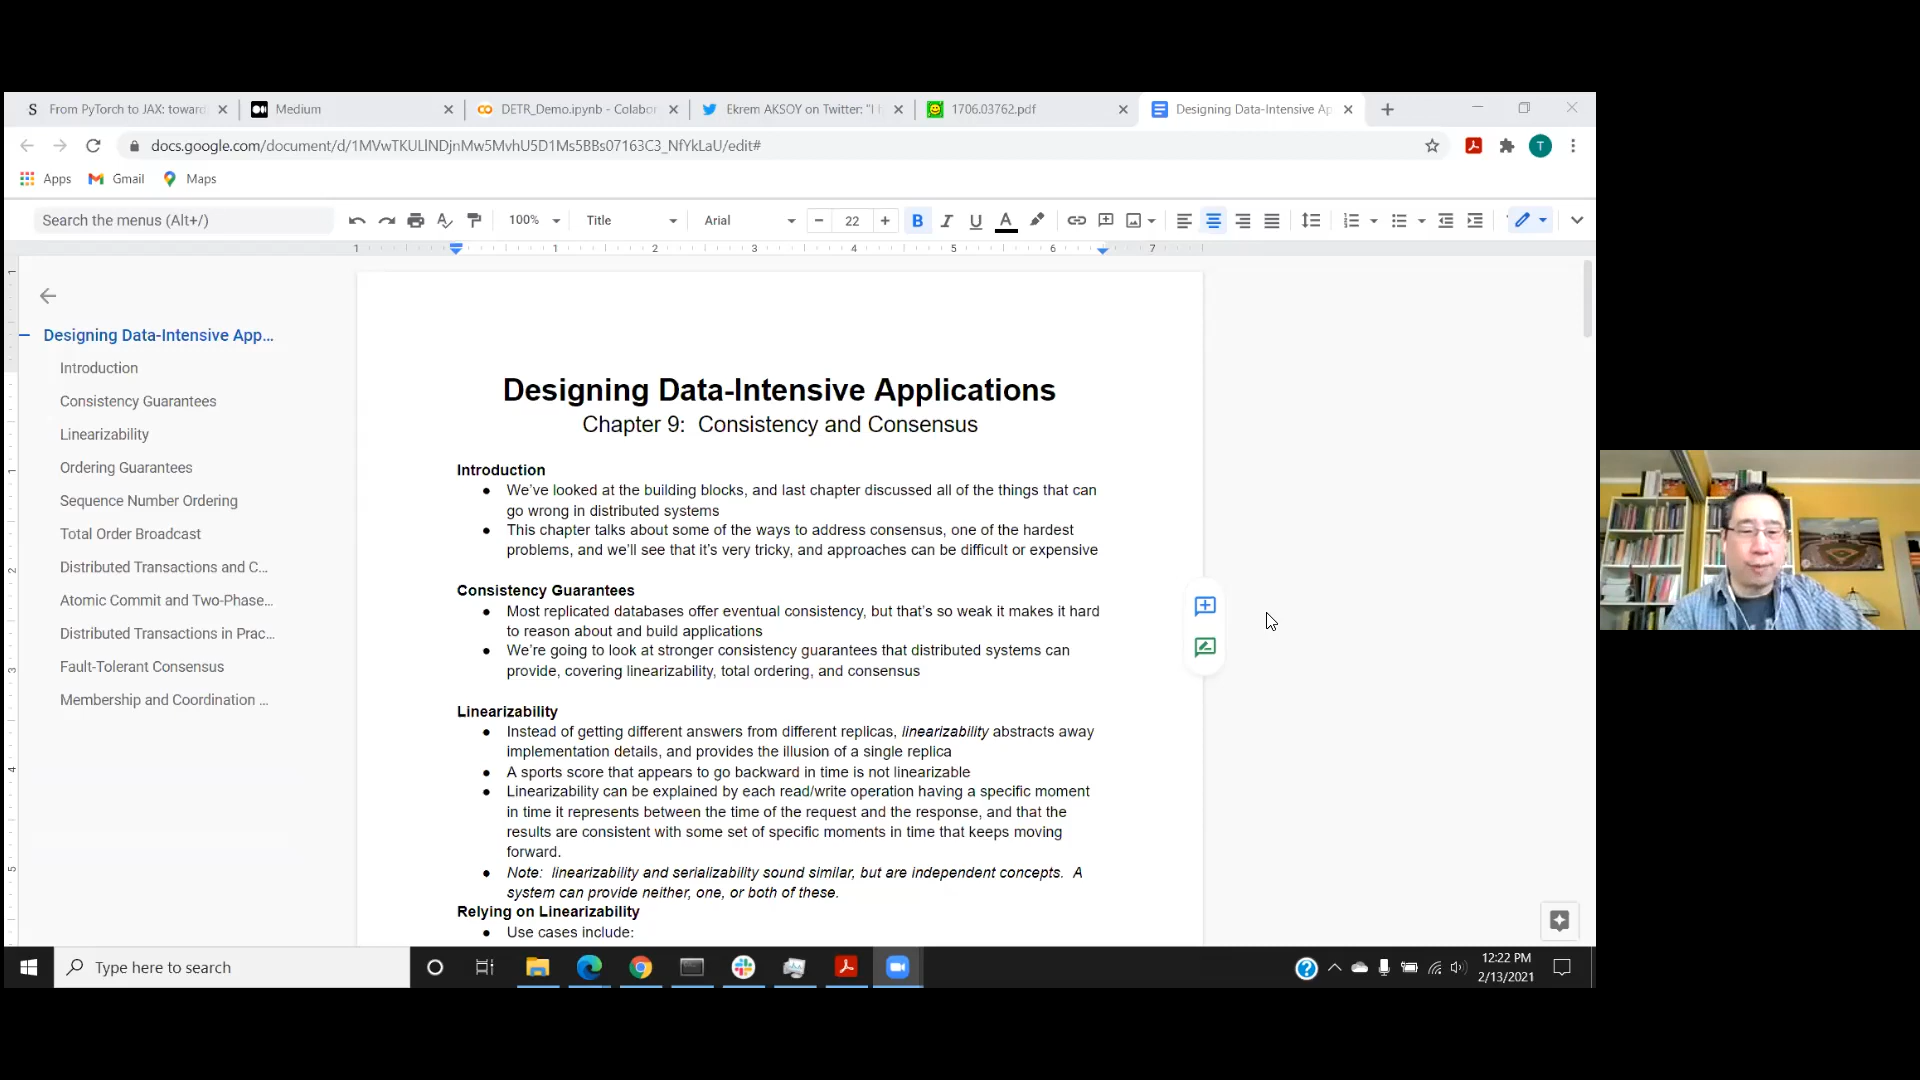 From PyTorch to JAX: toward
Medium
DETR_Demo.ipynb - Colabor
Ekrem AKSOY on Twitter: "I h
1706.03762.pdf
Designing Data-Intensive Ap
docs.google.com/document/d/1MVwTKULlNDjnMw5MvhU5D1Ms5BBs07163C3_NfYkLaU/edit#
T
Apps
Gmail
Maps
Search the menus (Alt+/)
100%
Title
Arial
22
1 1 2 3 4 5 6 7
Designing Data-Intensive App...
Introduction
Consistency Guarantees
Linearizability
Ordering Guarantees
Sequence Number Ordering
Total Order Broadcast
Distributed Transactions and C...
Atomic Commit and Two-Phase...
Distributed Transactions in Prac...
Fault-Tolerant Consensus
Membership and Coordination ...
Designing Data-Intensive Applications
Chapter 9: Consistency and Consensus
Introduction
● We've looked at the building blocks, and last chapter discussed all of the things that can
go wrong in distributed systems
● This chapter talks about some of the ways to address consensus, one of the hardest
problems, and we'll see that it's very tricky, and approaches can be difficult or expensive
Consistency Guarantees
● Most replicated databases offer eventual consistency, but that's so weak it makes it hard
to reason about and build applications
● We're going to look at stronger consistency guarantees that distributed systems can
provide, covering linearizability, total ordering, and consensus
Linearizability
● Instead of getting different answers from different replicas, linearizability abstracts away
implementation details, and provides the illusion of a single replica
● A sports score that appears to go backward in time is not linearizable
● Linearizability can be explained by each read/write operation having a specific moment
in time it represents between the time of the request and the response, and that the
results are consistent with some set of specific moments in time that keeps moving
forward.
● Note: linearizability and serializability sound similar, but are independent concepts. A
system can provide neither, one, or both of these.
Relying on Linearizability
● Use cases include:
Type here to search
12:22 PM
2/13/2021